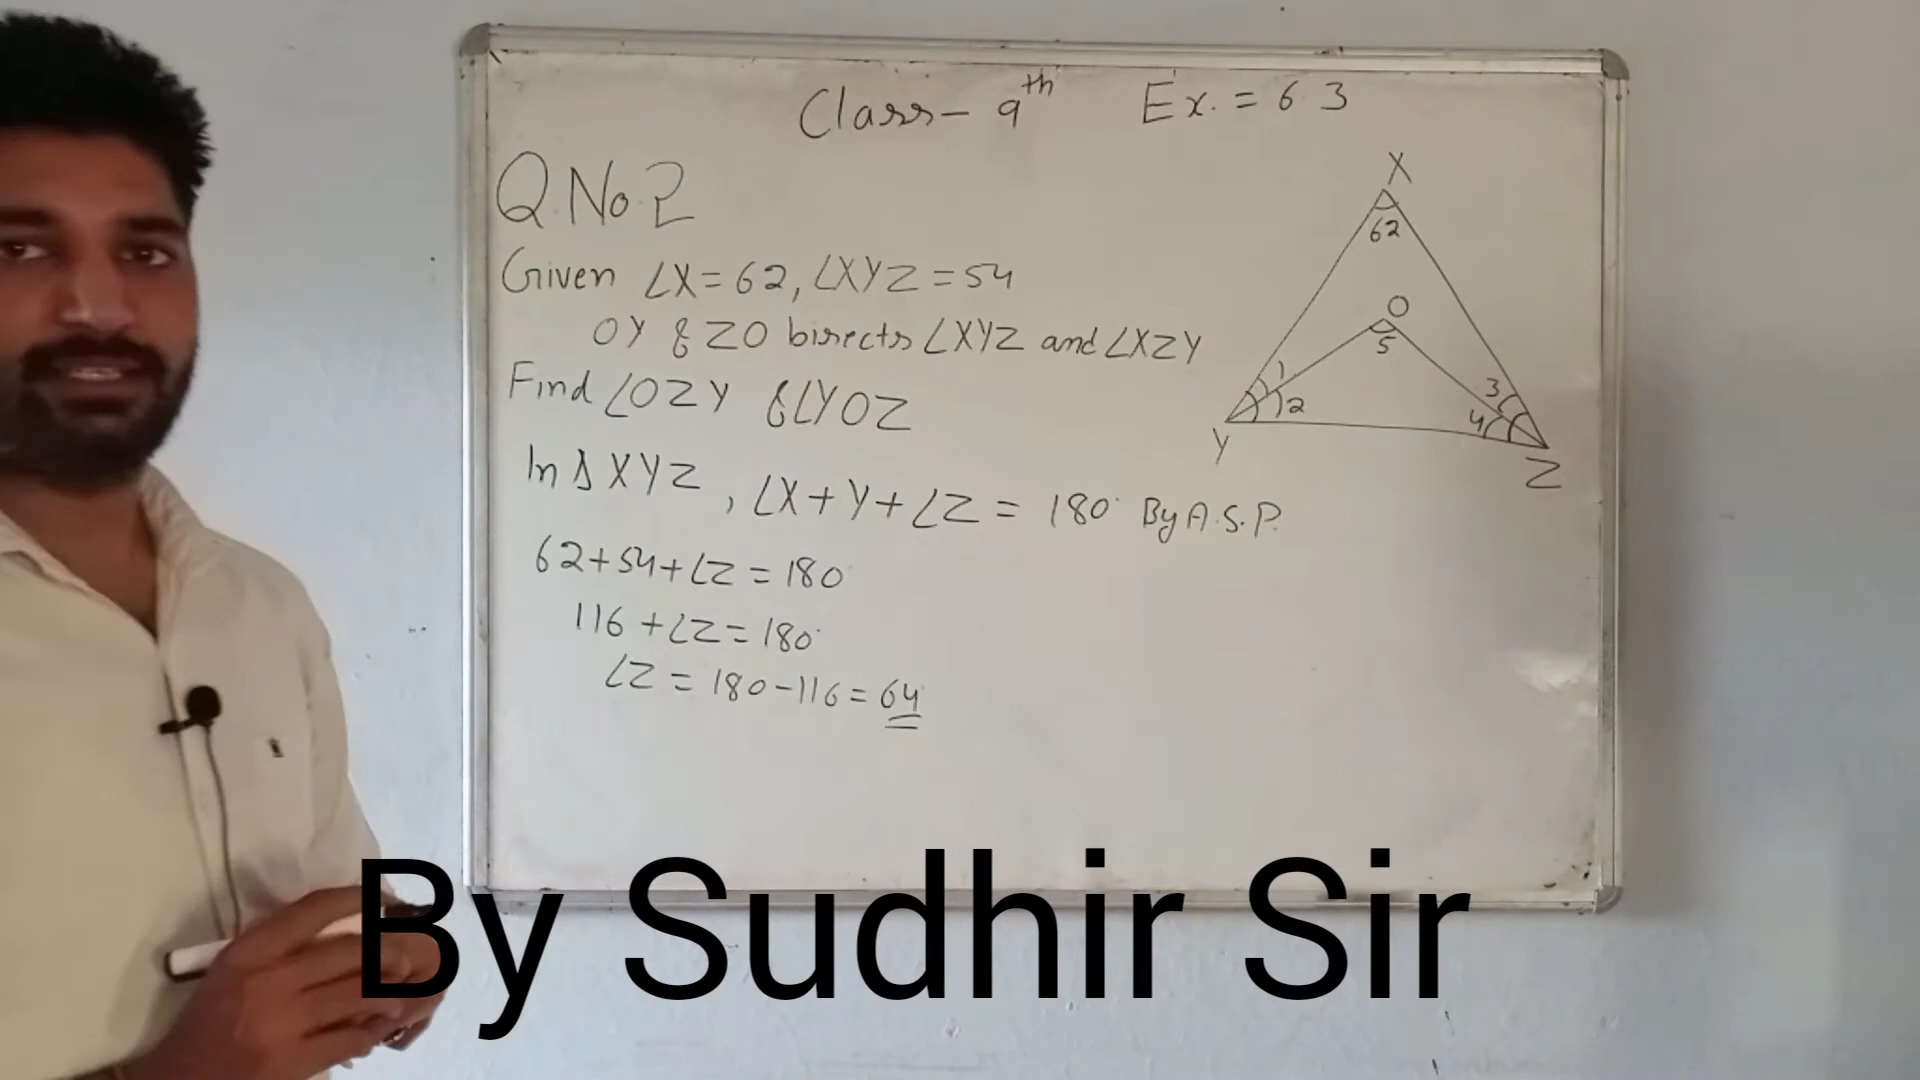 Class - 9th Ex. = 6.3
Q.No.2
Given ∠X = 62, ∠XYZ = 54
OY & ZO bisects ∠XYZ and ∠XZY
Find ∠OZY & ∠YOZ
In Δ XYZ, ∠X + Y + ∠Z = 180° By A.S.P.
62 + 54 + ∠Z = 180
116 + ∠Z = 180°
∠Z = 180 - 116 = 64°
X
62
O
5
1
2
3
4
Y
Z
By Sudhir Sir